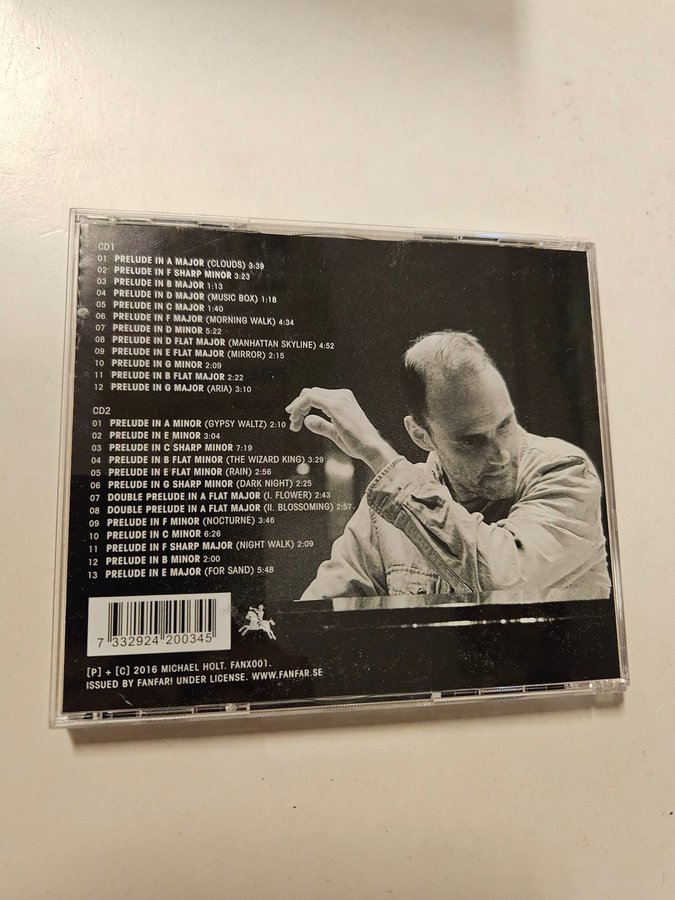 CD1
01 PRELUDE IN A MAJOR (CLOUDS) 3:39
02 PRELUDE IN F SHARP MINOR 3:23
03 PRELUDE IN B MAJOR 1:13
04 PRELUDE IN D MAJOR (MUSIC BOX) 1:18
05 PRELUDE IN C MAJOR 1:40
06 PRELUDE IN F MAJOR (MORNING WALK) 4:34
07 PRELUDE IN D MINOR 5:22
08 PRELUDE IN D FLAT MAJOR (MANHATTAN SKYLINE) 4:52
09 PRELUDE IN E FLAT MAJOR (MIRROR) 2:15
10 PRELUDE IN G MINOR 2:09
11 PRELUDE IN B FLAT MAJOR 2:22
12 PRELUDE IN G MAJOR (ARIA) 3:10
CD2
01 PRELUDE IN A MINOR (GYPSY WALTZ) 2:10
02 PRELUDE IN E MINOR 3:04
03 PRELUDE IN C SHARP MINOR 7:19
04 PRELUDE IN B FLAT MINOR (THE WIZARD KING) 3:29
05 PRELUDE IN E FLAT MINOR (RAIN) 2:56
06 PRELUDE IN G SHARP MINOR (DARK NIGHT) 2:25
07 DOUBLE PRELUDE IN A FLAT MAJOR (I. FLOWER) 2:43
08 DOUBLE PRELUDE IN A FLAT MAJOR (II. BLOSSOMING) 2:57
09 PRELUDE IN F MINOR (NOCTURNE) 3:46
10 PRELUDE IN C MINOR 6:26
11 PRELUDE IN F SHARP MAJOR (NIGHT WALK) 2:09
12 PRELUDE IN B MINOR 2:00
13 PRELUDE IN E MAJOR (FOR SAND) 5:48
7 332924 200345
[P] + [C] 2016 MICHAEL HOLT. FANX001.
ISSUED BY FANFAR! UNDER LICENSE. WWW.FANFAR.SE